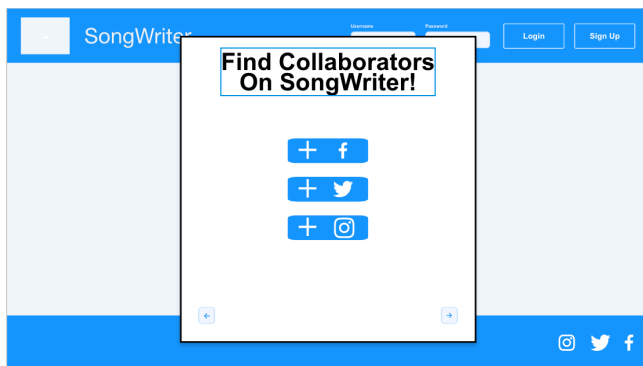 SongWriter
Username
Password
Login
Sign Up
Find Collaborators
On SongWriter!